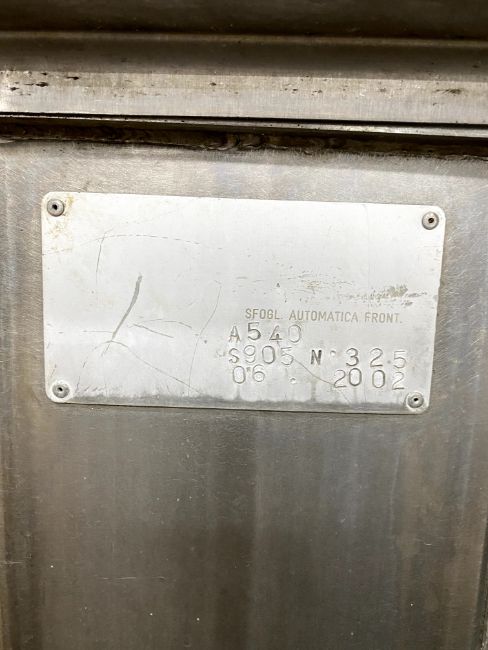 SFOGL. AUTOMATICA FRONT.
A540
S905 N° 325
06. 2002